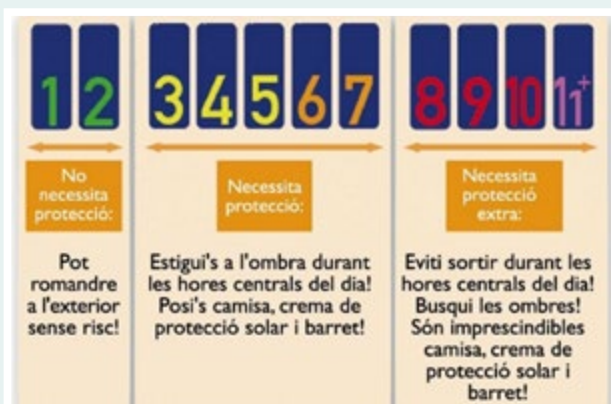 1 2
No
necessita
protecció:
Pot
romandre
a l'exterior
sense risc!
3 4 5 6 7
Necessita
protecció:
Estigui's a l'ombra durant
les hores centrals del dia!
Posi's camisa, crema de
protecció solar i barret!
8 9 10 11+
Necessita
protecció
extra:
Eviti sortir durant les
hores centrals del dia!
Busqui les ombres!
Són imprescindibles
camisa, crema de
protecció solar i
barret!